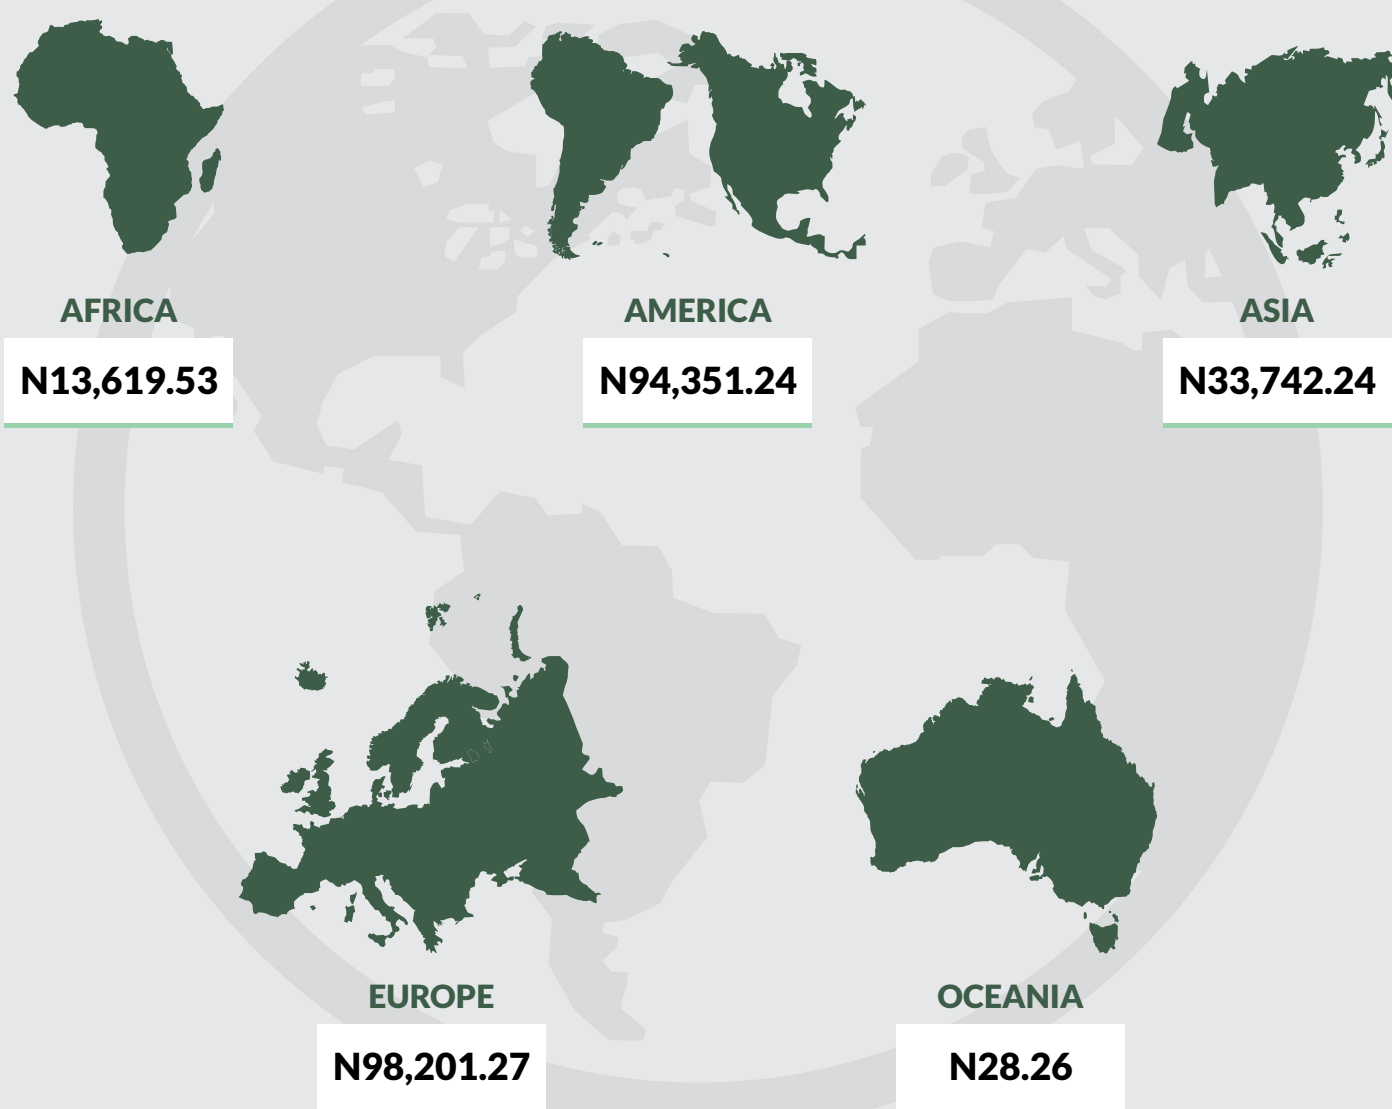 AFRICA
N13,619.53
AMERICA
N94,351.24
ASIA
N33,742.24
EUROPE
N98,201.27
OCEANIA
N28.26